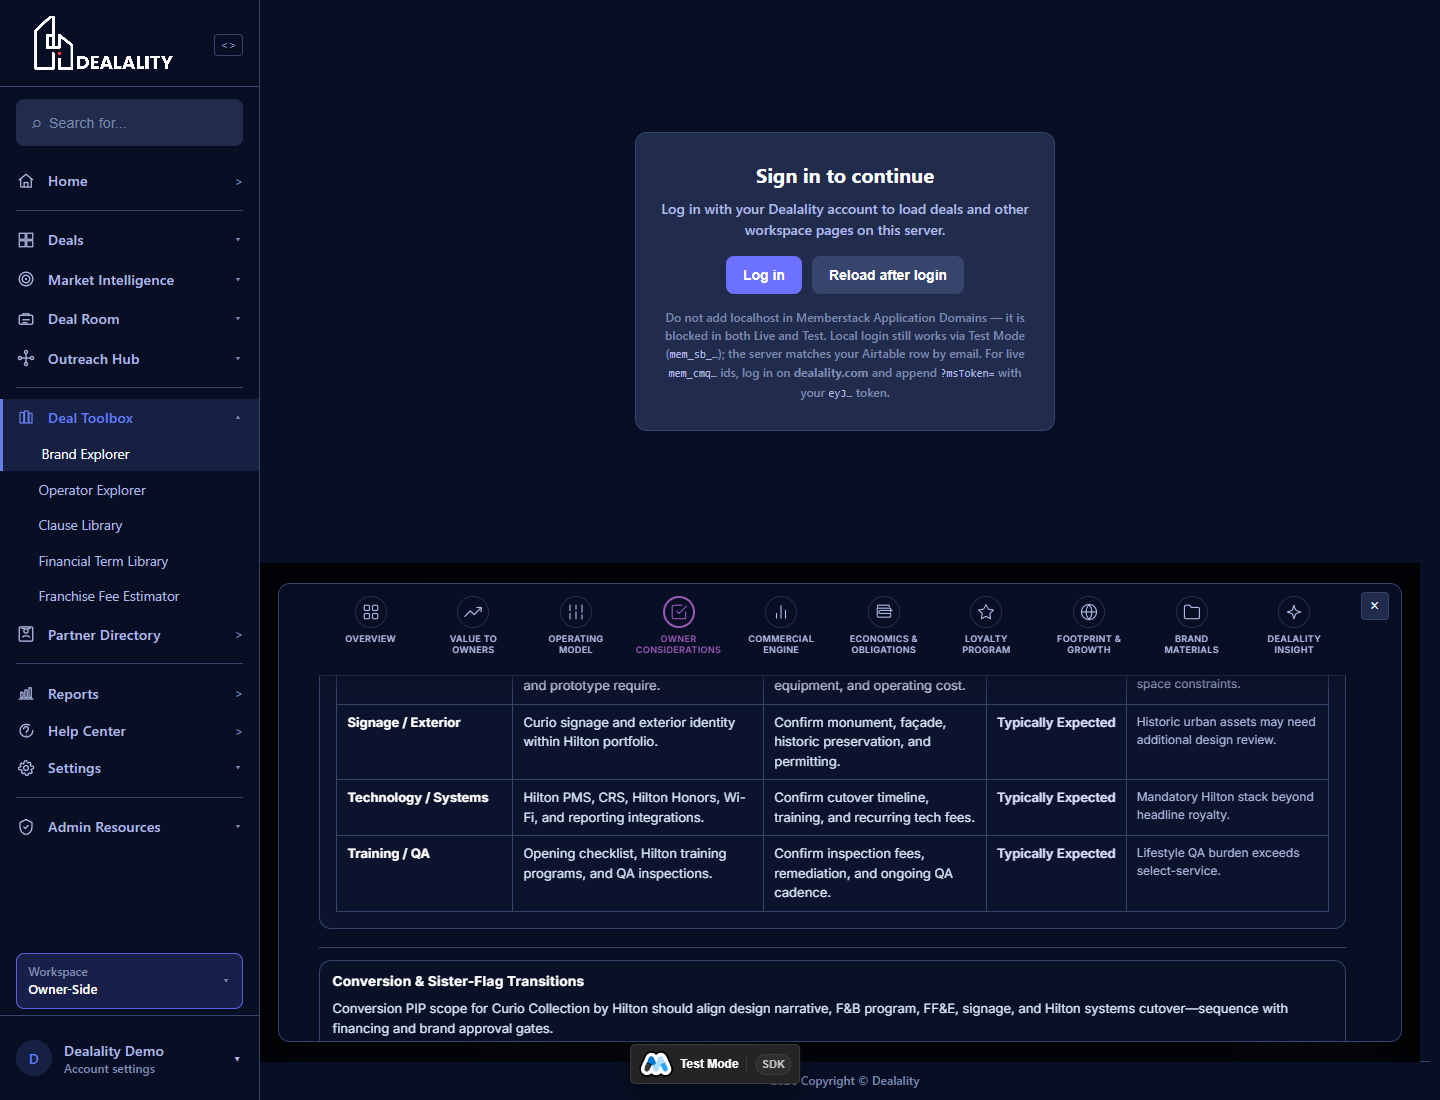 DEALALITY
< >
Search for...
Home >
Deals
Market Intelligence
Deal Room
Outreach Hub
Deal Toolbox
Brand Explorer
Operator Explorer
Clause Library
Financial Term Library
Franchise Fee Estimator
Partner Directory >
Reports >
Help Center >
Settings
Admin Resources
Workspace
Owner-Side
D
Dealality Demo
Account settings
Sign in to continue
Log in with your Dealality account to load deals and other
workspace pages on this server.
Log in
Reload after login
Do not add localhost in Memberstack Application Domains — it is
blocked in both Live and Test. Local login still works via Test Mode
(mem_sb_…); the server matches your Airtable row by email. For live
mem_cmq… ids, log in on dealality.com and append ?msToken= with
your eyJ… token.
×
OVERVIEW
VALUE TO
OWNERS
OPERATING
MODEL
OWNER
CONSIDERATIONS
COMMERCIAL
ENGINE
ECONOMICS &
OBLIGATIONS
LOYALTY
PROGRAM
FOOTPRINT &
GROWTH
BRAND
MATERIALS
DEALALITY
INSIGHT
and prototype require.
equipment, and operating cost.
space constraints.
Signage / Exterior
Curio signage and exterior identity
within Hilton portfolio.
Confirm monument, façade,
historic preservation, and
permitting.
Typically Expected
Historic urban assets may need
additional design review.
Technology / Systems
Hilton PMS, CRS, Hilton Honors, Wi-
Fi, and reporting integrations.
Confirm cutover timeline,
training, and recurring tech fees.
Typically Expected
Mandatory Hilton stack beyond
headline royalty.
Training / QA
Opening checklist, Hilton training
programs, and QA inspections.
Confirm inspection fees,
remediation, and ongoing QA
cadence.
Typically Expected
Lifestyle QA burden exceeds
select-service.
Conversion & Sister-Flag Transitions
Conversion PIP scope for Curio Collection by Hilton should align design narrative, F&B program, FF&E, signage, and Hilton systems cutover—sequence with
financing and brand approval gates.
Test Mode
SDK
Copyright © Dealality